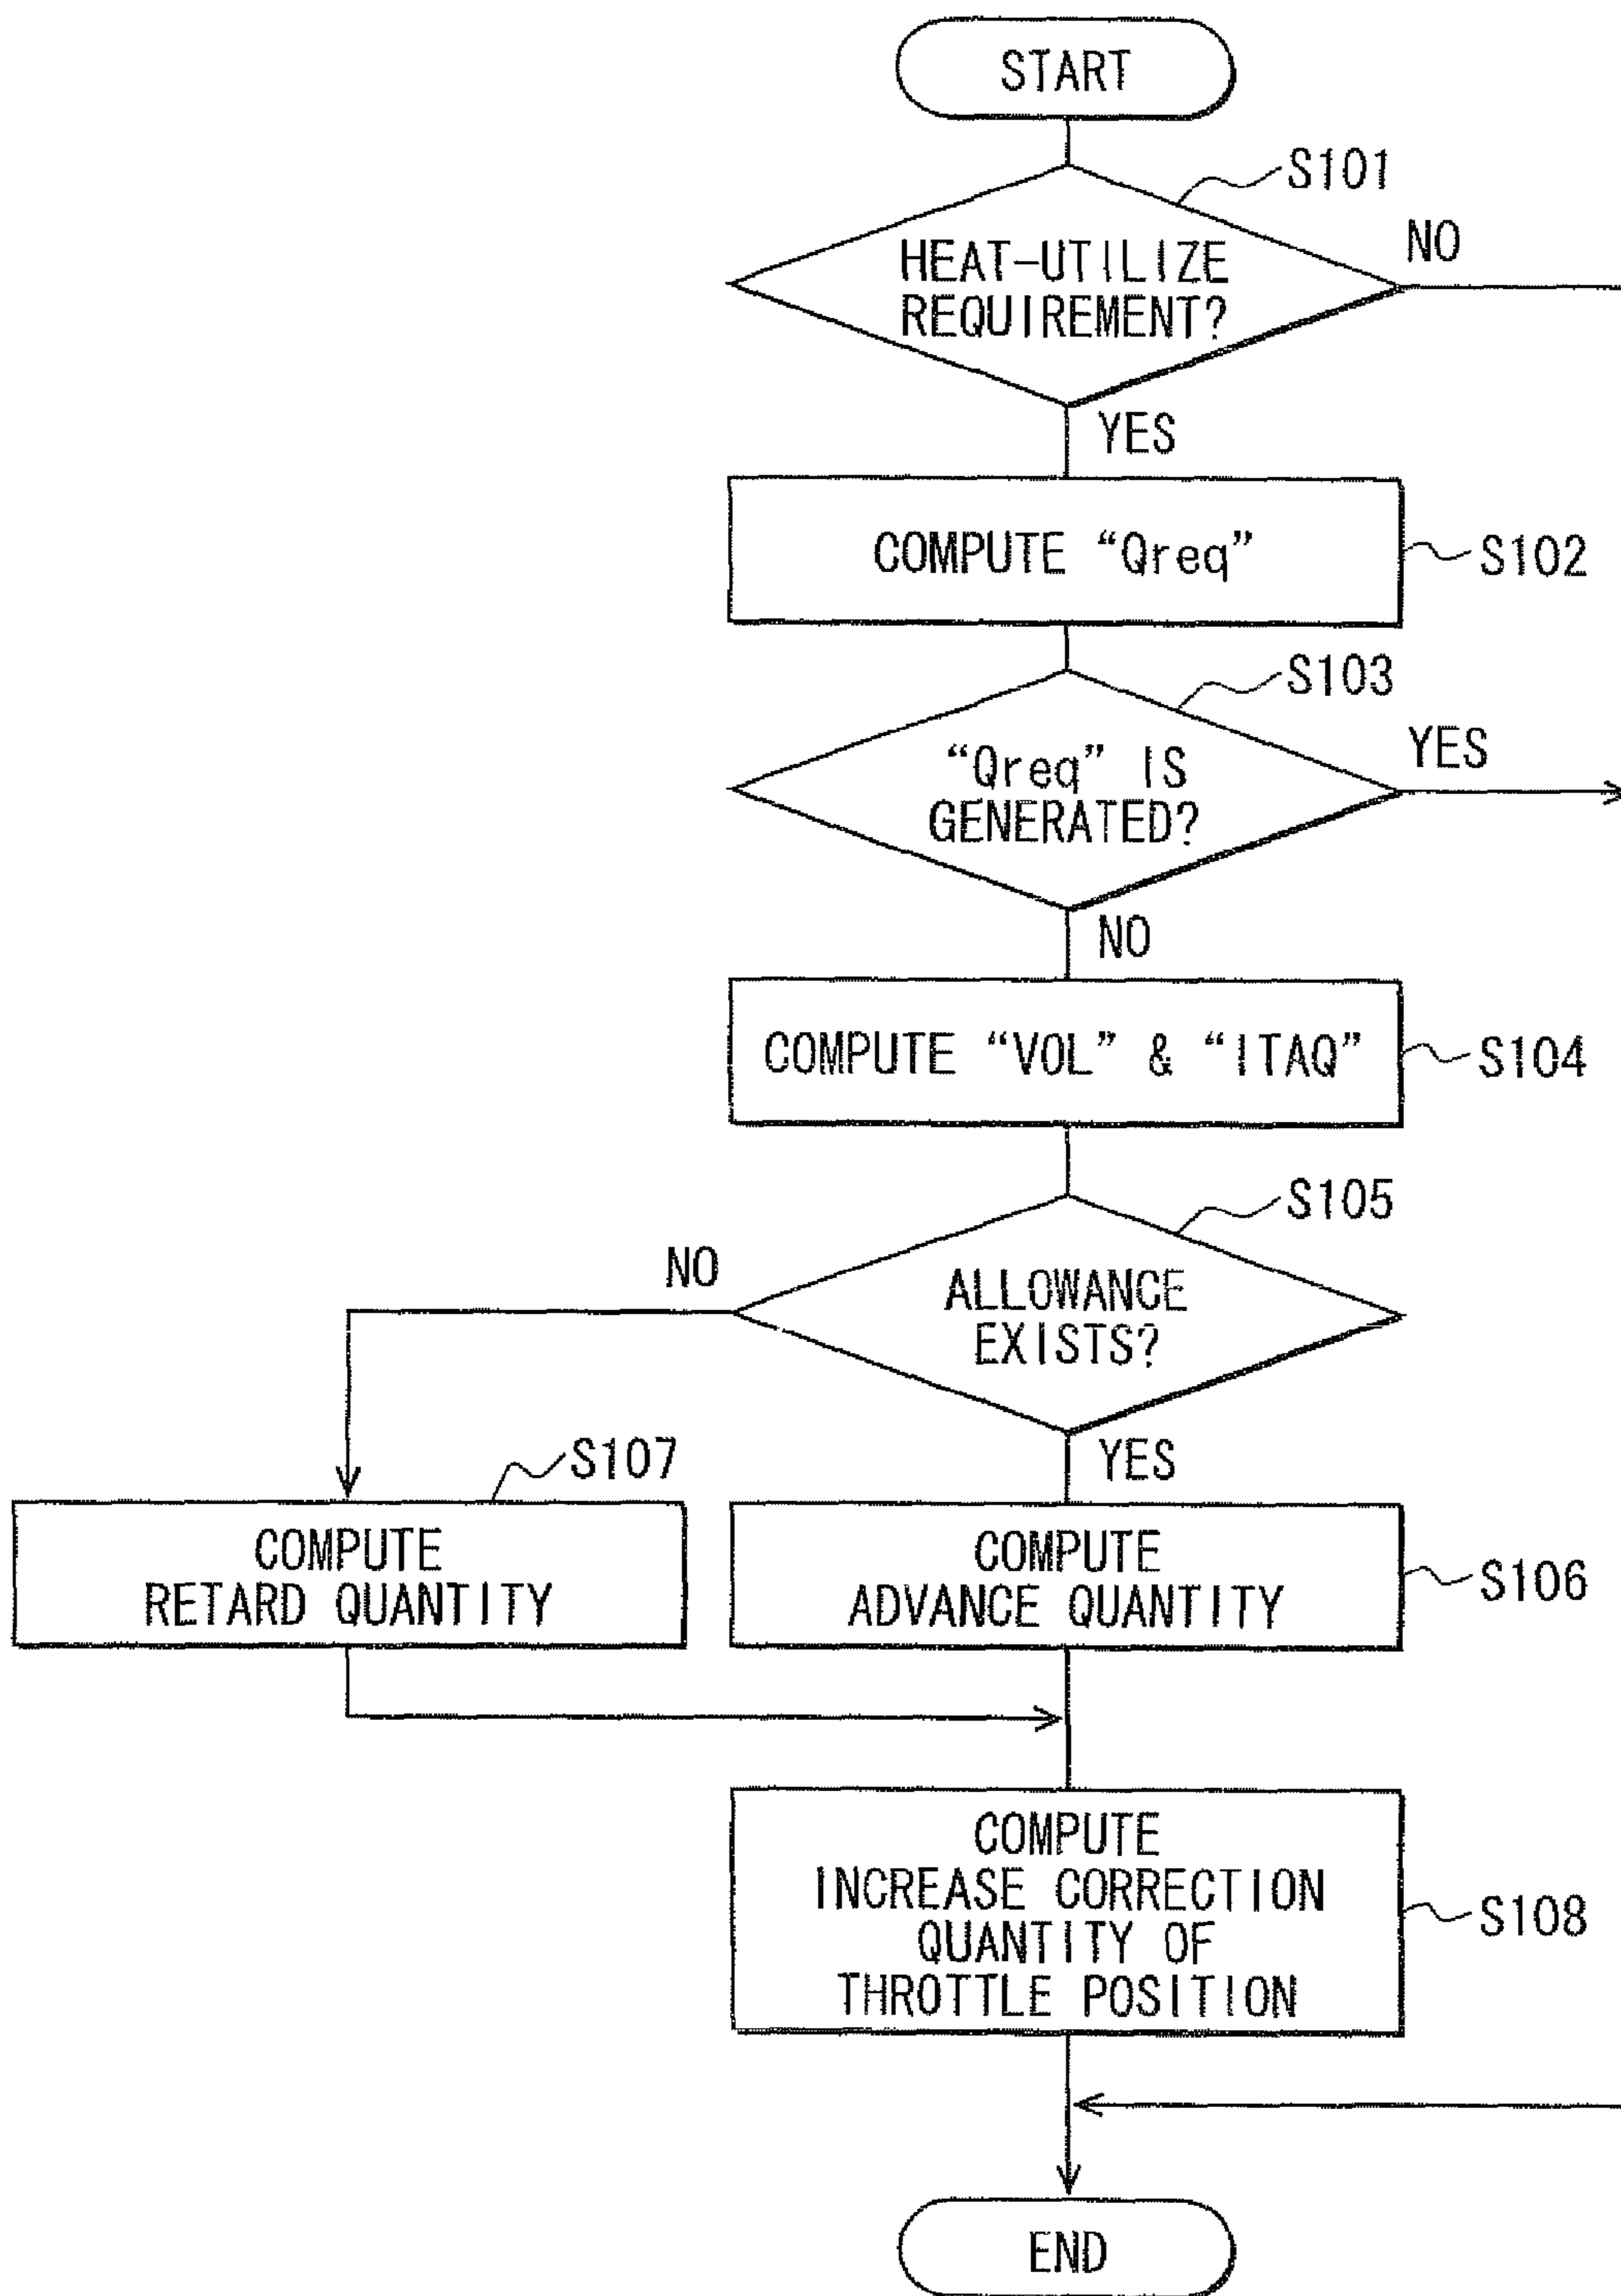 START
S101
HEAT-UTILIZE
REQUIREMENT?
NO
YES
COMPUTE “Qreq”
S102
S103
“Qreq” IS
GENERATED?
YES
NO
COMPUTE “VOL” & “ITAQ”
S104
S105
ALLOWANCE
EXISTS?
NO
YES
S107
COMPUTE
RETARD QUANTITY
COMPUTE
ADVANCE QUANTITY
S106
COMPUTE
INCREASE CORRECTION
QUANTITY OF
THROTTLE POSITION
S108
END